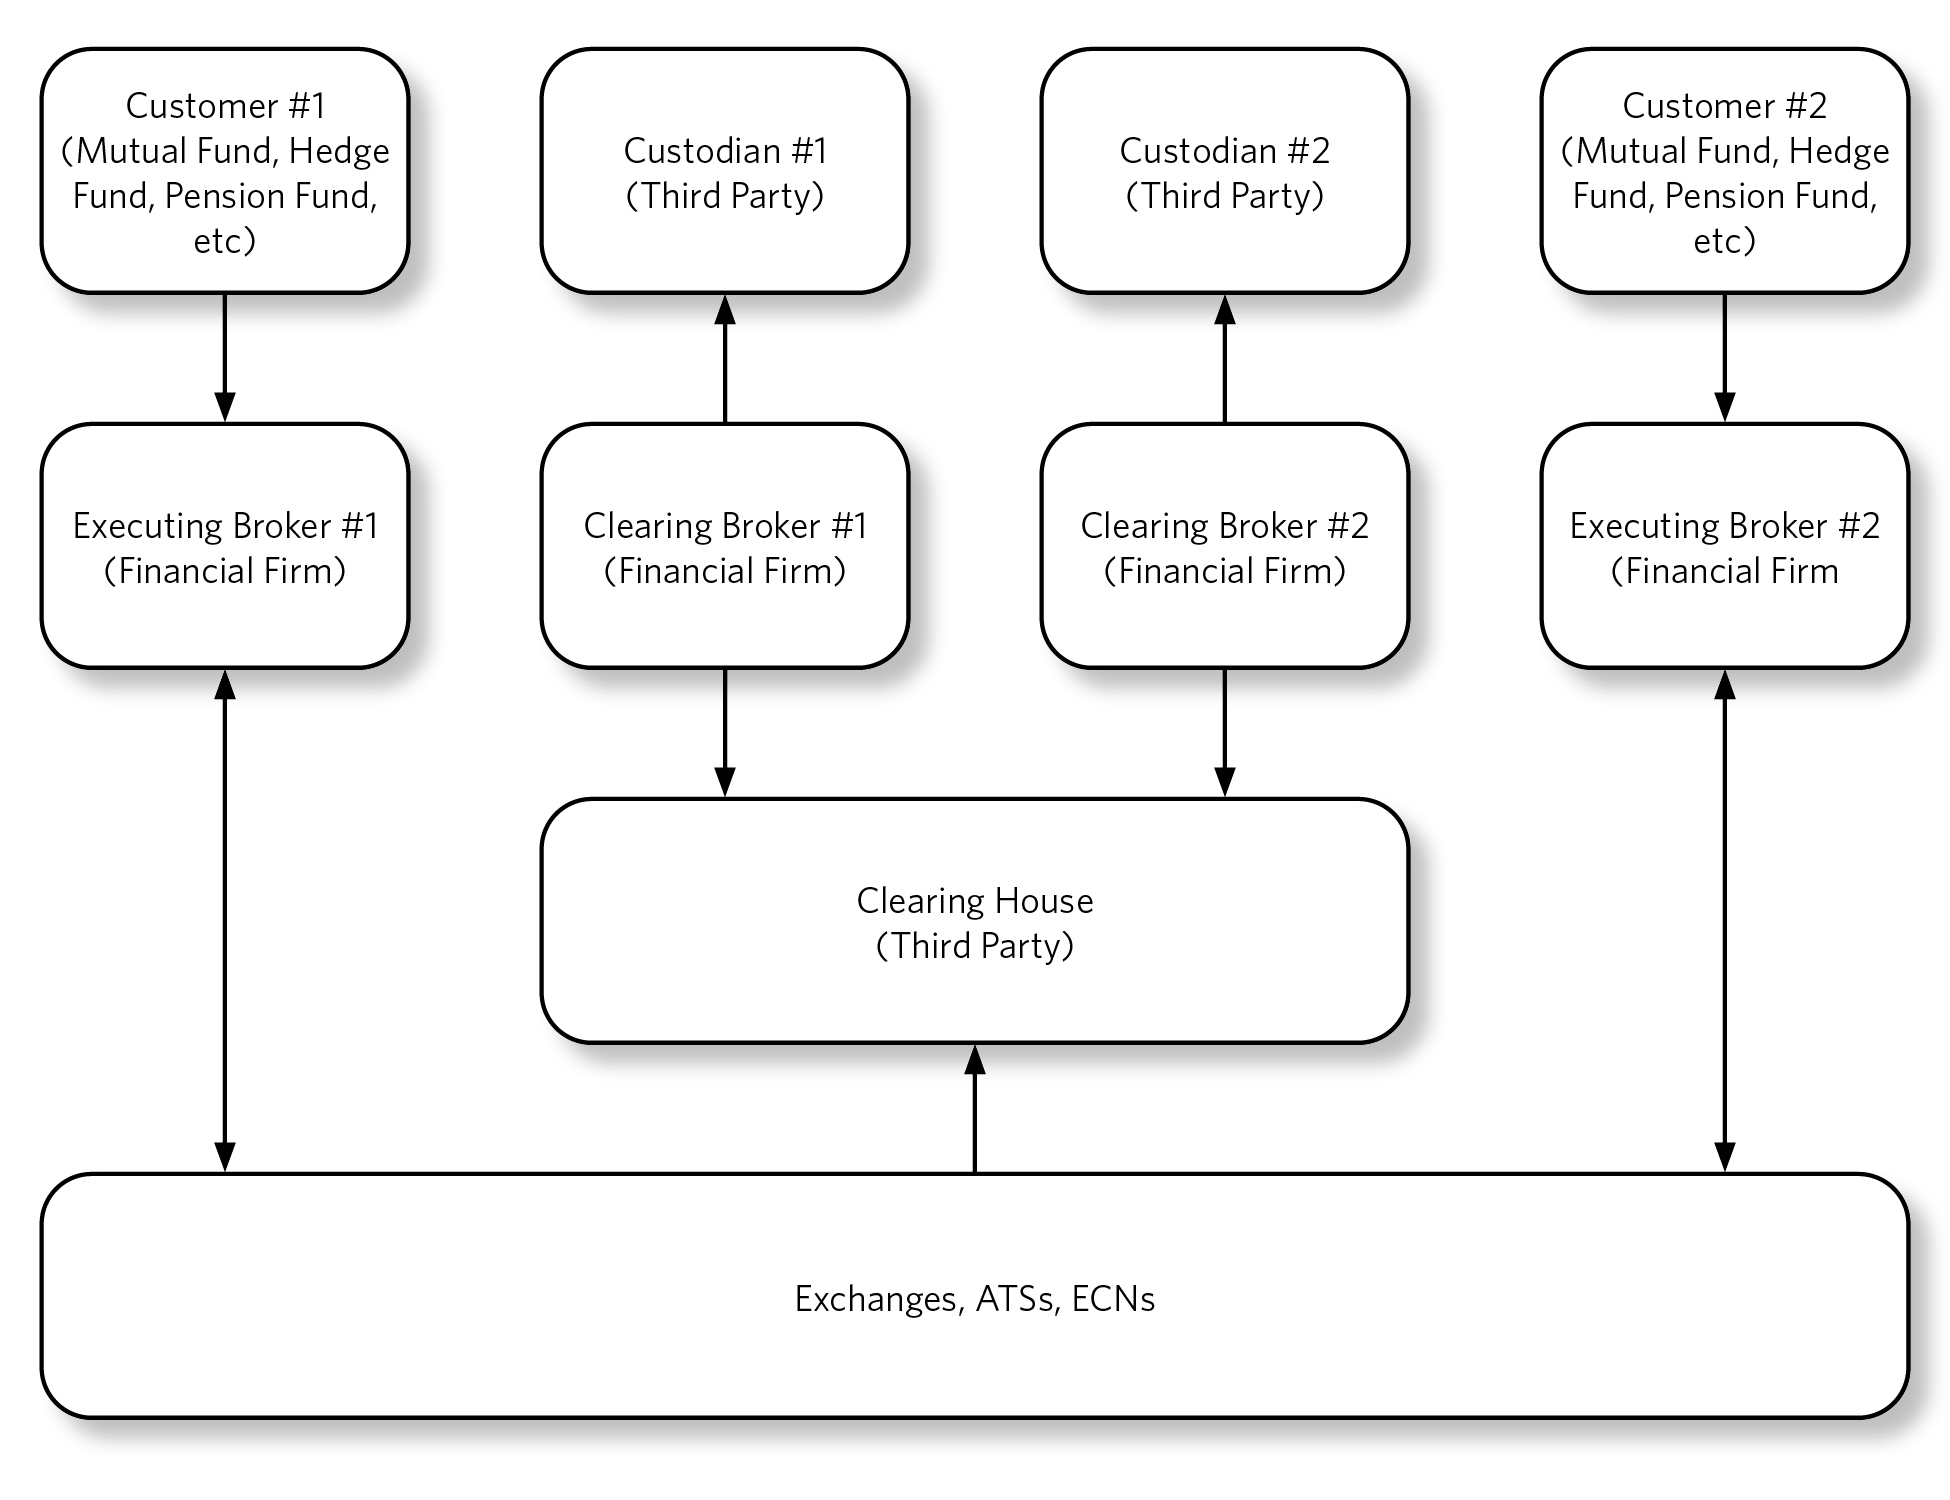 Customer #1
(Mutual Fund, Hedge
Fund, Pension Fund,
etc)
Custodian #1
(Third Party)
Custodian #2
(Third Party)
Customer #2
(Mutual Fund, Hedge
Fund, Pension Fund,
etc)
Executing Broker #1
(Financial Firm)
Clearing Broker #1
(Financial Firm)
Clearing Broker #2
(Financial Firm)
Executing Broker #2
(Financial Firm
Clearing House
(Third Party)
Exchanges, ATSs, ECNs